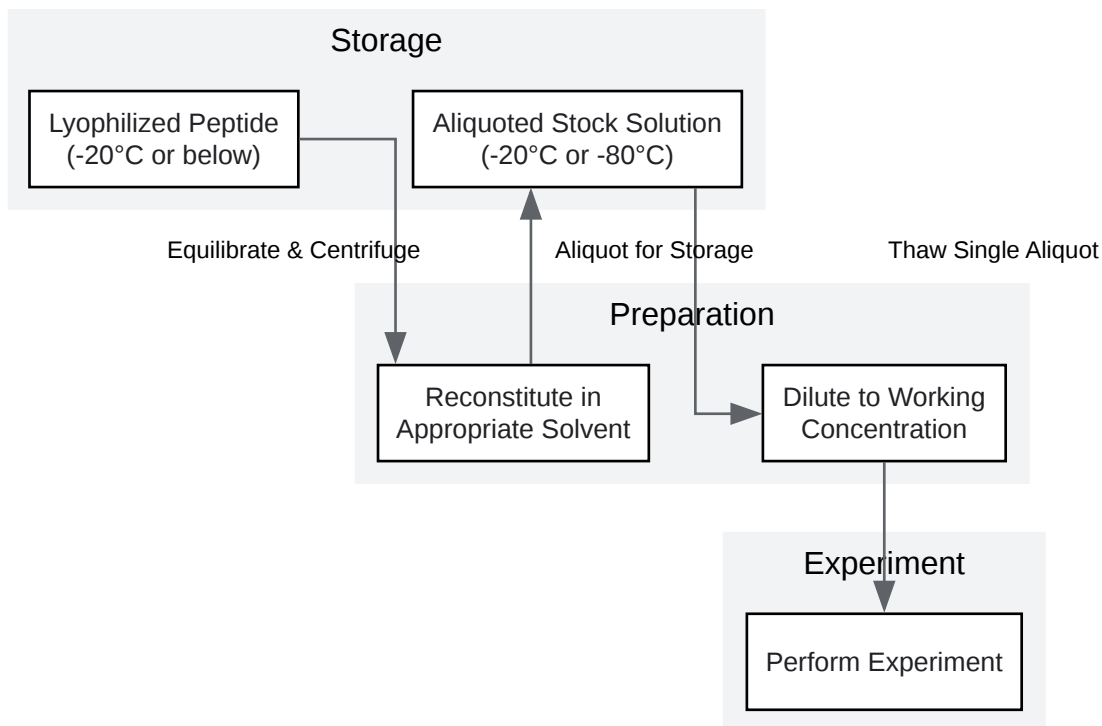 Storage
Lyophilized Peptide
(-20°C or below)
Aliquoted Stock Solution
(-20°C or -80°C)
Equilibrate & Centrifuge
Aliquot for Storage
Thaw Single Aliquot
Preparation
Reconstitute in
Appropriate Solvent
Dilute to Working
Concentration
Experiment
Perform Experiment